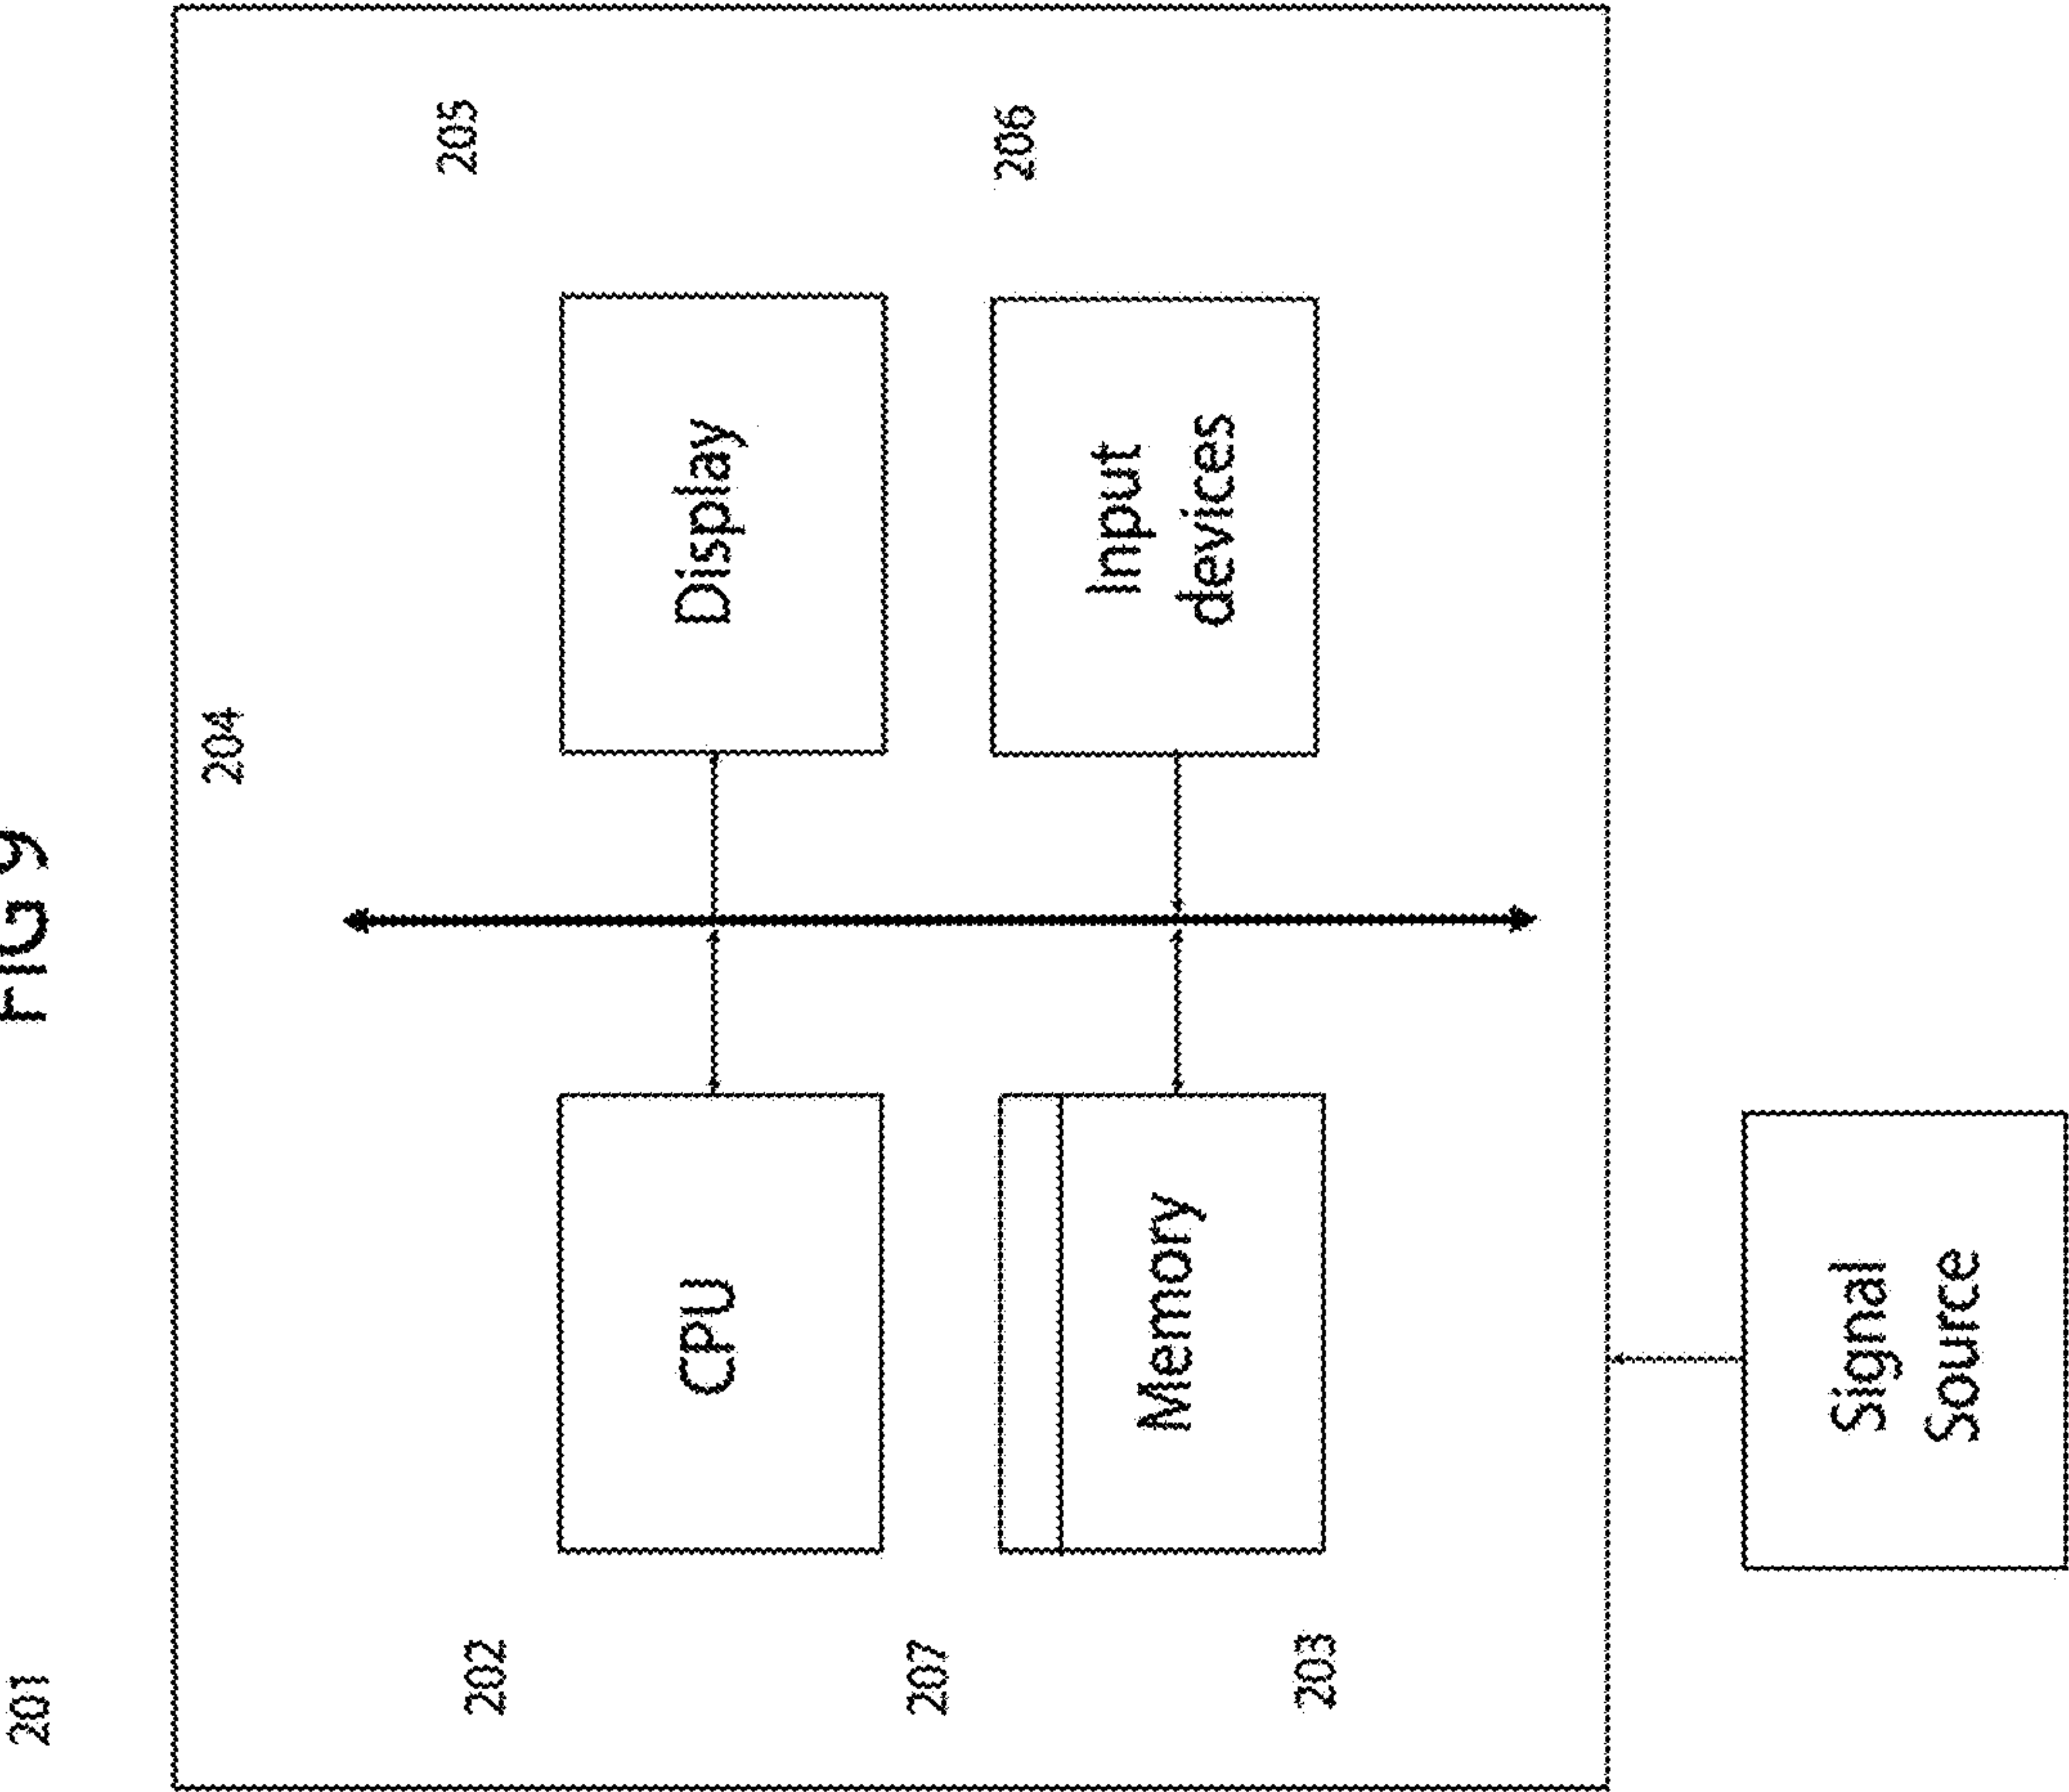 FIG 9
201
204
205
202
CPU
Display
207
206
Input
devices
Memory
203
Signal
Source